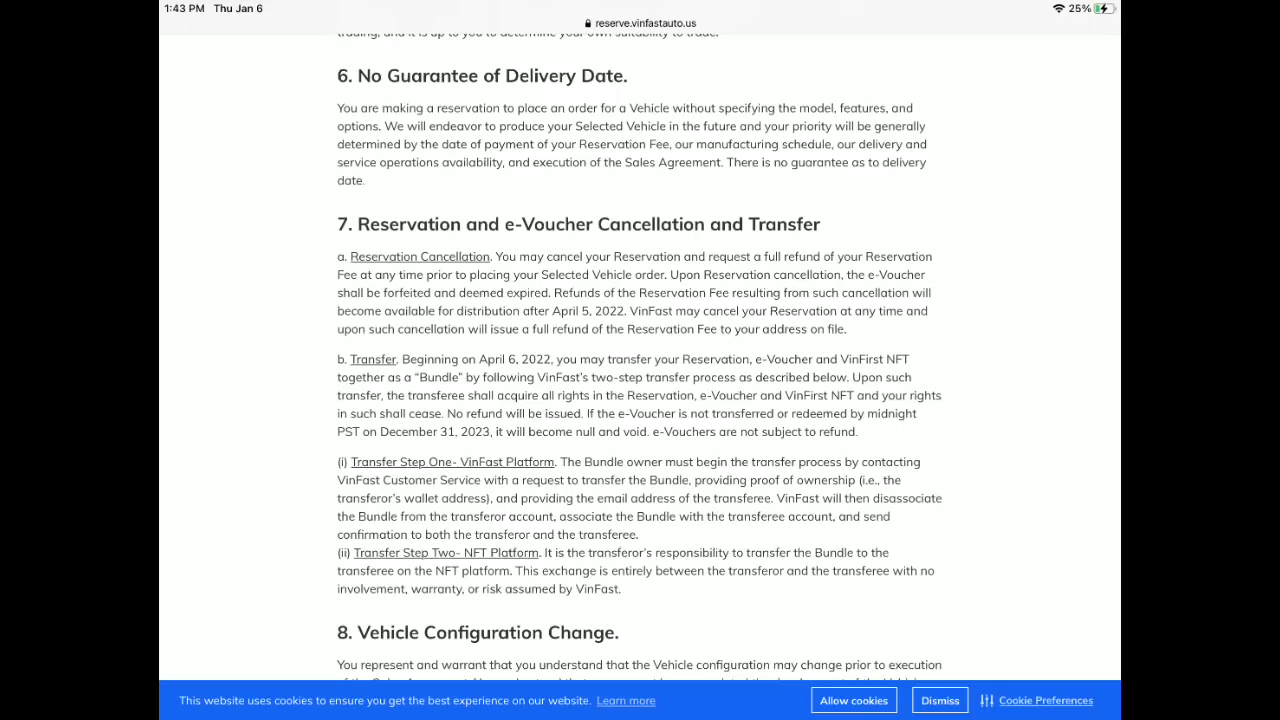 1:43 PM Thu Jan 6
25%
reserve.vinfastauto.us
trading, and it is up to you to determine your own suitability to trade.
6. No Guarantee of Delivery Date.
You are making a reservation to place an order for a Vehicle without specifying the model, features, and
options. We will endeavor to produce your Selected Vehicle in the future and your priority will be generally
determined by the date of payment of your Reservation Fee, our manufacturing schedule, our delivery and
service operations availability, and execution of the Sales Agreement. There is no guarantee as to delivery
date.
7. Reservation and e-Voucher Cancellation and Transfer
a. Reservation Cancellation. You may cancel your Reservation and request a full refund of your Reservation
Fee at any time prior to placing your Selected Vehicle order. Upon Reservation cancellation, the e-Voucher
shall be forfeited and deemed expired. Refunds of the Reservation Fee resulting from such cancellation will
become available for distribution after April 5, 2022. VinFast may cancel your Reservation at any time and
upon such cancellation will issue a full refund of the Reservation Fee to your address on file.
b. Transfer. Beginning on April 6, 2022, you may transfer your Reservation, e-Voucher and VinFirst NFT
together as a “Bundle” by following VinFast’s two-step transfer process as described below. Upon such
transfer, the transferee shall acquire all rights in the Reservation, e-Voucher and VinFirst NFT and your rights
in such shall cease. No refund will be issued. If the e-Voucher is not transferred or redeemed by midnight
PST on December 31, 2023, it will become null and void. e-Vouchers are not subject to refund.
(i) Transfer Step One- VinFast Platform. The Bundle owner must begin the transfer process by contacting
VinFast Customer Service with a request to transfer the Bundle, providing proof of ownership (i.e., the
transferor’s wallet address), and providing the email address of the transferee. VinFast will then disassociate
the Bundle from the transferor account, associate the Bundle with the transferee account, and send
confirmation to both the transferor and the transferee.
(ii) Transfer Step Two- NFT Platform. It is the transferor’s responsibility to transfer the Bundle to the
transferee on the NFT platform. This exchange is entirely between the transferor and the transferee with no
involvement, warranty, or risk assumed by VinFast.
8. Vehicle Configuration Change.
You represent and warrant that you understand that the Vehicle configuration may change prior to execution
This website uses cookies to ensure you get the best experience on our website. Learn more
Allow cookies
Dismiss
Cookie Preferences